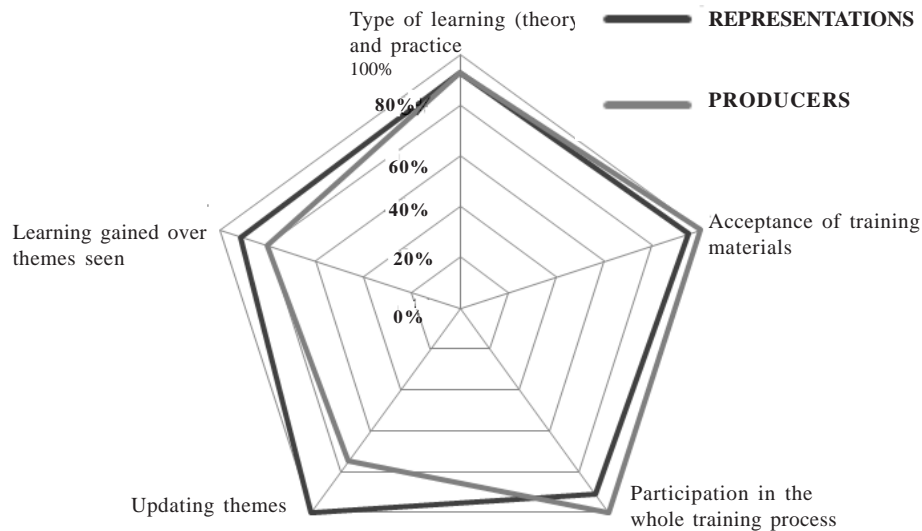 Type of learning (theory
and practice
100%
80%
60%
40%
20%
0%
REPRESENTATIONS
PRODUCERS
Acceptance of training
materials
Participation in the
whole training process
Updating themes
Learning gained over
themes seen